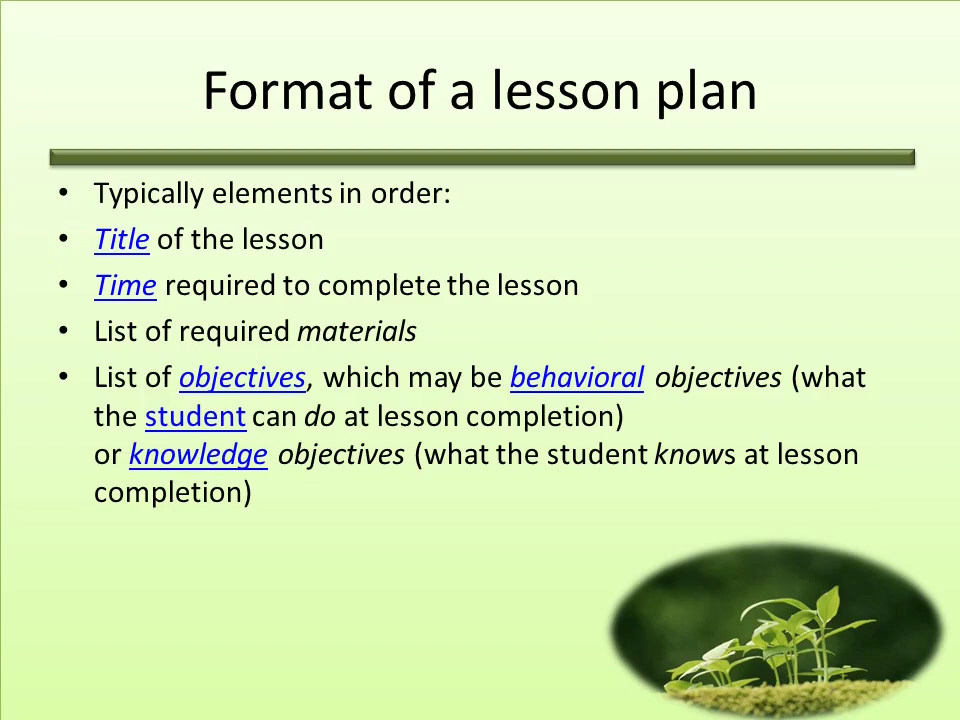 Format of a lesson plan
• Typically elements in order:
• Title of the lesson
• Time required to complete the lesson
• List of required materials
• List of objectives, which may be behavioral objectives (what
the student can do at lesson completion)
or knowledge objectives (what the student knows at lesson
completion)